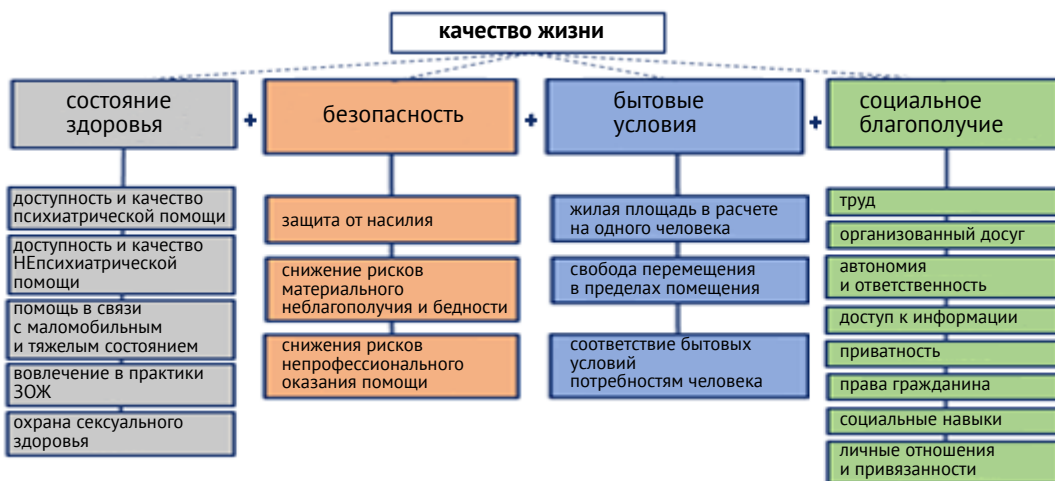 качество жизни
состояние
здоровья
+
безопасность
+
бытовые
условия
+
социальное
благополучие
доступность и качество
психиатрической помощи
доступность и качество
НЕпсихиатрической
помощи
помощь в связи
с маломобильным
и тяжелым состоянием
вовлечение в практики
ЗОЖ
охрана сексуального
здоровья
защита от насилия
снижение рисков
материального
неблагополучия и бедности
снижения рисков
непрофессионального
оказания помощи
жилая площадь в расчете
на одного человека
свобода перемещения
в пределах помещения
соответствие бытовых
условий
потребностям человека
труд
организованный досуг
автономия
и ответственность
доступ к информации
приватность
права гражданина
социальные навыки
личные отношения
и привязанности